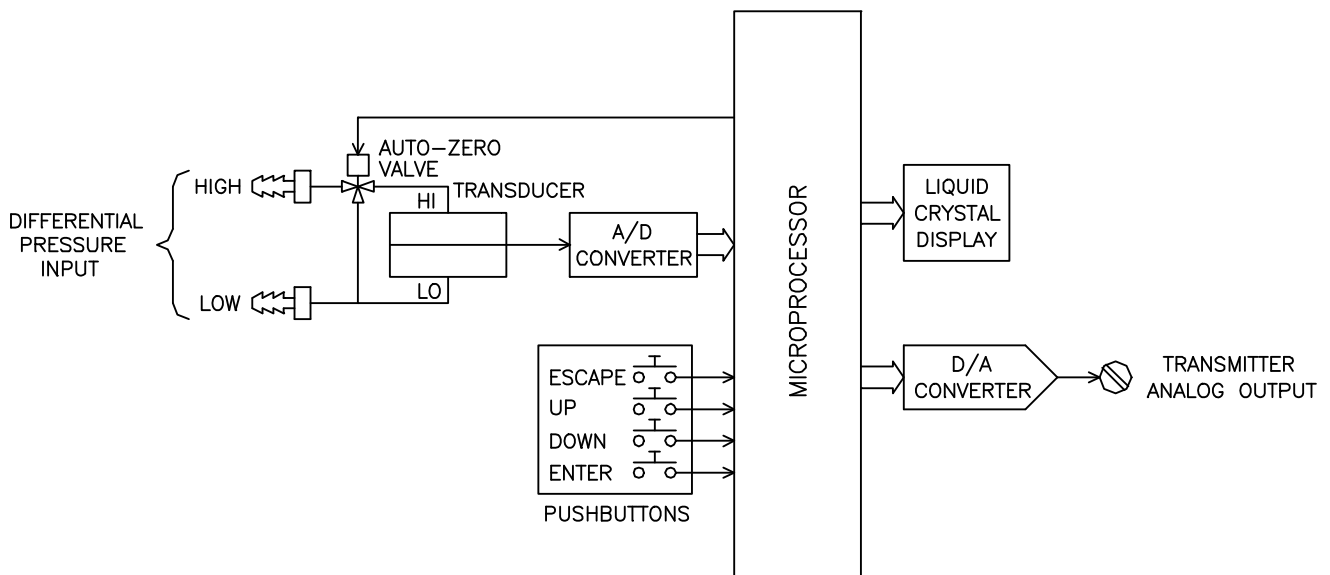 DIFFERENTIAL
PRESSURE
INPUT
HIGH
LOW
AUTO-ZERO
VALVE
TRANSDUCER
HI
LO
A/D
CONVERTER
ESCAPE
UP
DOWN
ENTER
PUSHBUTTONS
MICROPROCESSOR
LIQUID
CRYSTAL
DISPLAY
D/A
CONVERTER
TRANSMITTER
ANALOG OUTPUT